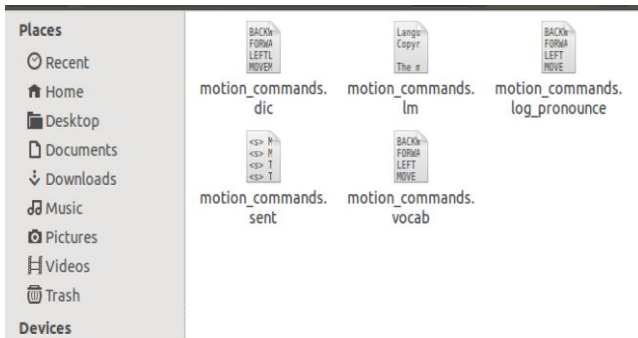 Places
Recent
Home
Desktop
Documents
Downloads
Music
Pictures
Videos
Trash
Devices
BACKW
FORWA
LEFTL
MOVEM
motion_commands.
dic
Langu
Copyr
The m
motion_commands.
lm
BACKW
FORWA
LEFT
MOVE
motion_commands.
log_pronounce
<s> M
<s> M
<s> T
<s> T
motion_commands.
sent
BACKW
FORWA
LEFT
MOVE
motion_commands.
vocab